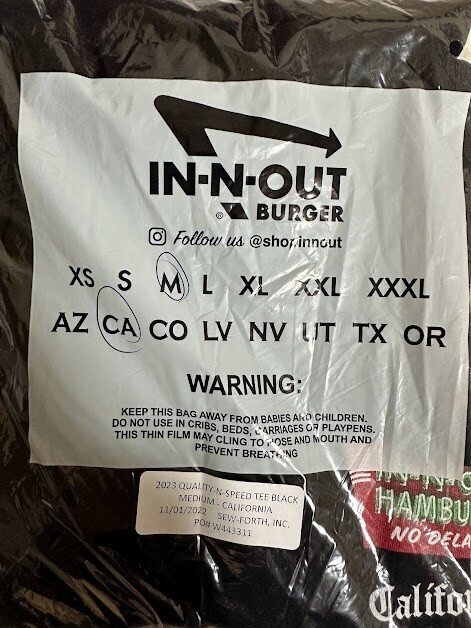 IN-N-OUT
® BURGER
Follow us @shopinnout
XS S M L XL XXL XXXL
AZ CA CO LV NV UT TX OR
WARNING:
KEEP THIS BAG AWAY FROM BABIES AND CHILDREN.
DO NOT USE IN CRIBS, BEDS, CARRIAGES OR PLAYPENS.
THIS THIN FILM MAY CLING TO NOSE AND MOUTH AND
PREVENT BREATHING
2023 QUALITY-N-SPEED TEE BLACK
MEDIUM - CALIFORNIA
11/01/2022 SEW-FORTH, INC.
PO# W443311
IN-N-O
HAMBU
NO DELA
Califo